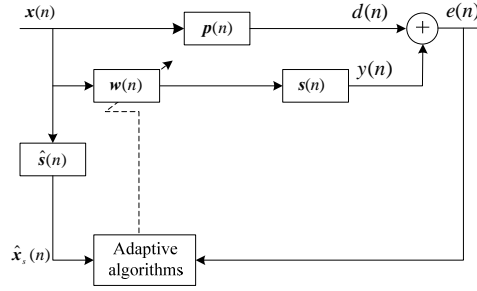 x(n)
d(n)
e(n)
p(n)
+
w(n)
s(n)
y(n)
ŝ(n)
x̂ₛ(n)
Adaptive
algorithms